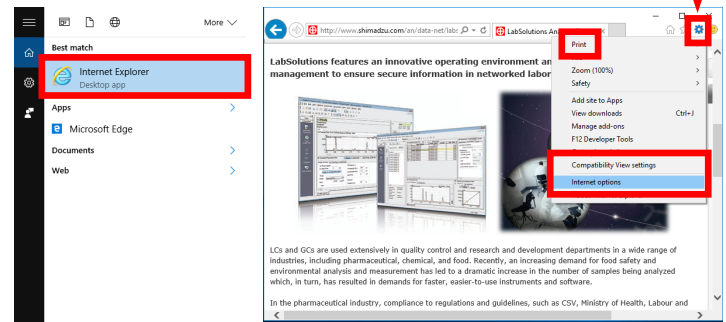 More
Best match
Internet Explorer
Desktop app
Apps
Microsoft Edge
Documents
Web
http://www.shimadzu.com/an/data-net/labs
LabSolutions Ana
LabSolutions features an innovative operating environment an
management to ensure secure information in networked labor
Print
Zoom (100%)
Safety
Add site to Apps
View downloads Ctrl+J
Manage add-ons
F12 Developer Tools
Compatibility View settings
Internet options
LCs and GCs are used extensively in quality control and research and development departments in a wide range of
industries, including pharmaceutical, chemical, and food. Recently, an increasing demand for food safety and
environmental analysis and measurement has led to a dramatic increase in the number of samples being analyzed
which, in turn, has resulted in demands for faster, easier-to-use instruments and software.
In the pharmaceutical industry, compliance to regulations and guidelines, such as CSV, Ministry of Health, Labour and